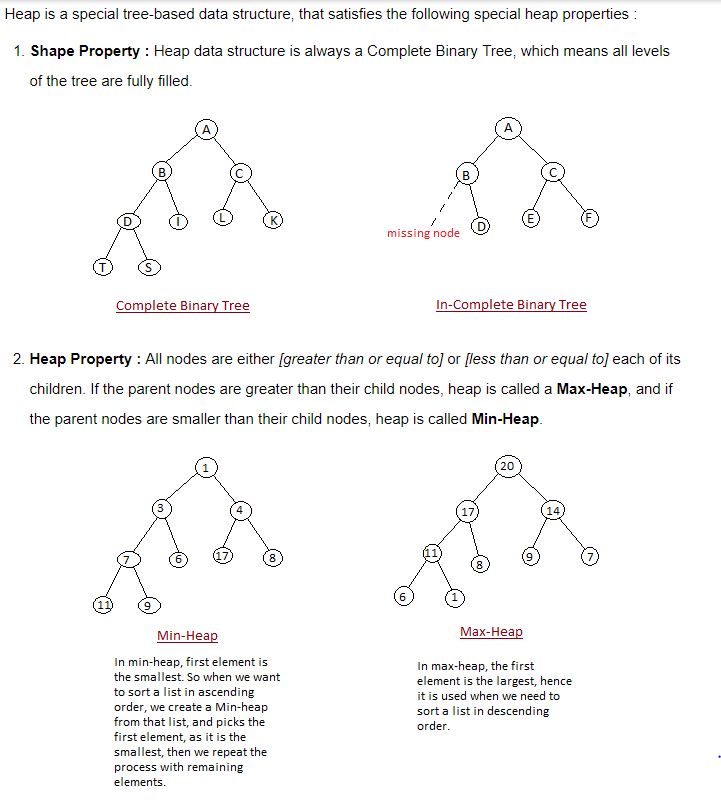 Heap is a special tree-based data structure, that satisfies the following special heap properties :
1. Shape Property : Heap data structure is always a Complete Binary Tree, which means all levels
of the tree are fully filled.
A
B
C
D
I
L
K
T
S
Complete Binary Tree
A
B
C
missing node
D
E
F
In-Complete Binary Tree
2. Heap Property : All nodes are either [greater than or equal to] or [less than or equal to] each of its
children. If the parent nodes are greater than their child nodes, heap is called a Max-Heap, and if
the parent nodes are smaller than their child nodes, heap is called Min-Heap.
1
3
4
7
6
17
8
11
9
Min-Heap
In min-heap, first element is
the smallest. So when we want
to sort a list in ascending
order, we create a Min-heap
from that list, and picks the
first element, as it is the
smallest, then we repeat the
process with remaining
elements.
20
17
14
11
8
9
7
6
1
Max-Heap
In max-heap, the first
element is the largest, hence
it is used when we need to
sort a list in descending
order.